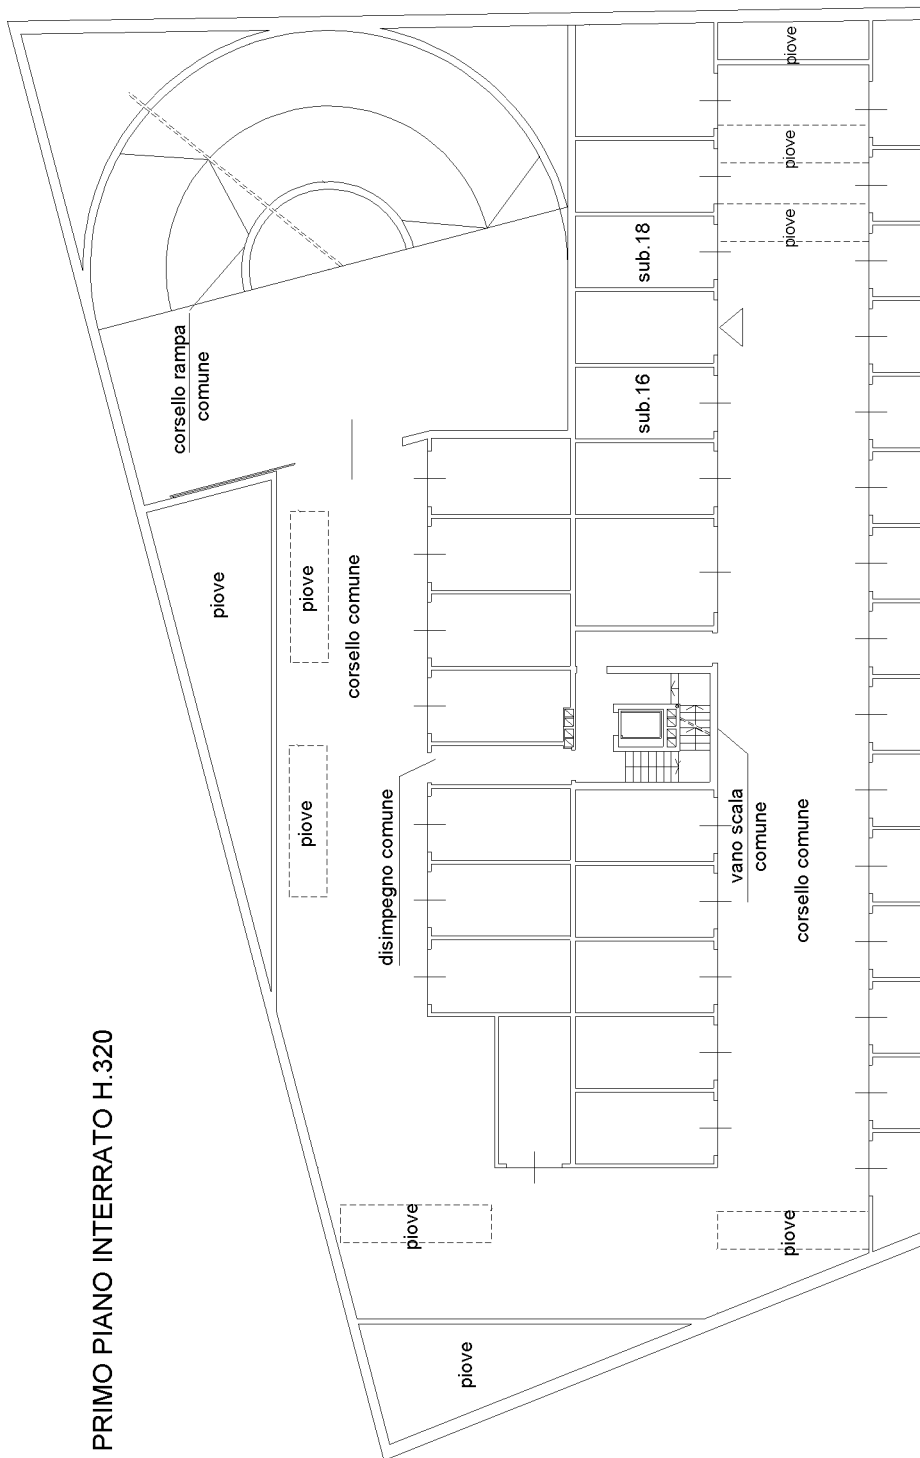 PRIMO PIANO INTERRATO H.320
corsello rampa
comune
piove
piove
piove
corsello comune
disimpegno comune
piove
piove
sub.16
sub.18
vano scala
comune
piove
piove
piove
piove
corsello comune